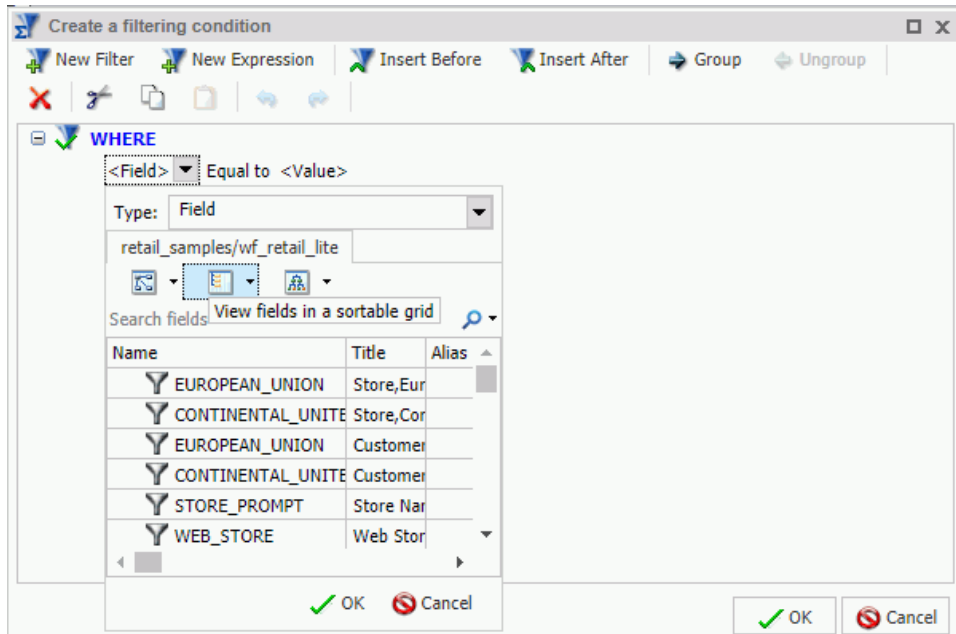 Create a filtering condition
New Filter New Expression Insert Before Insert After Group Ungroup
WHERE
<Field> Equal to <Value>
Type: Field
retail_samples/wf_retail_lite
View fields in a sortable grid
Search fields
Name Title Alias
EUROPEAN_UNION Store,Eur
CONTINENTAL_UNITE Store,Cor
EUROPEAN_UNION Customer
CONTINENTAL_UNITE Customer
STORE_PROMPT Store Nar
WEB_STORE Web Stor
OK Cancel
OK Cancel